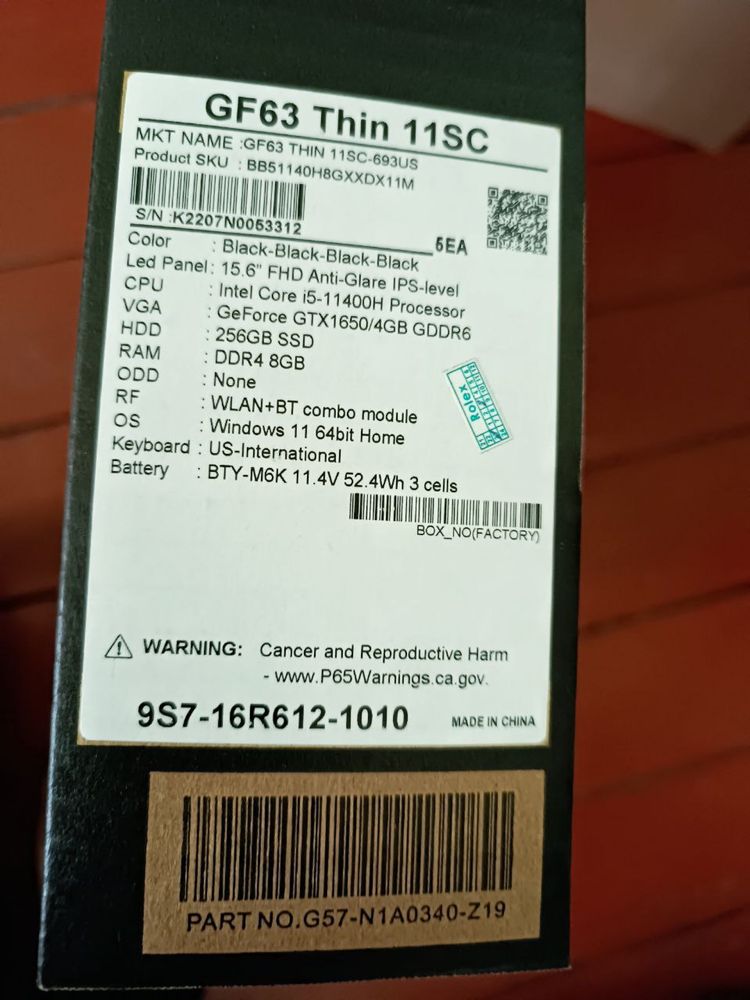 GF63 Thin 11SC
MKT NAME :GF63 THIN 11SC-693US
Product SKU : BB51140H8GXXDX11M
S/N :K2207N0053312
5EA
Color : Black-Black-Black-Black
Led Panel: 15.6" FHD Anti-Glare IPS-level
CPU : Intel Core i5-11400H Processor
VGA : GeForce GTX1650/4GB GDDR6
HDD : 256GB SSD
RAM : DDR4 8GB
ODD : None
RF : WLAN+BT combo module
OS : Windows 11 64bit Home
Keyboard : US-International
Battery : BTY-M6K 11.4V 52.4Wh 3 cells
Rolex
BOX_NO(FACTORY)
WARNING: Cancer and Reproductive Harm
- www.P65Warnings.ca.gov.
9S7-16R612-1010
MADE IN CHINA
PART NO.G57-N1A0340-Z19